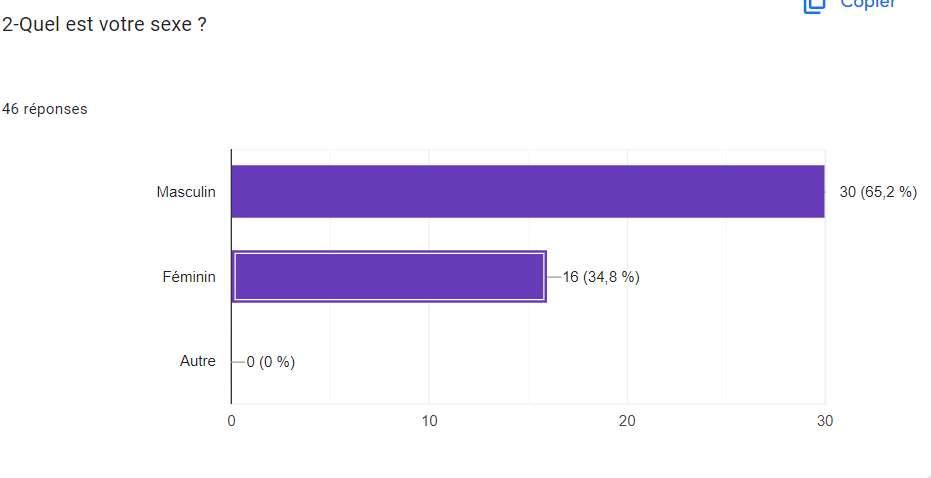 Copier
2-Quel est votre sexe ?
46 réponses
Masculin
30 (65,2 %)
Féminin
16 (34,8 %)
Autre
0 (0 %)
0
10
20
30